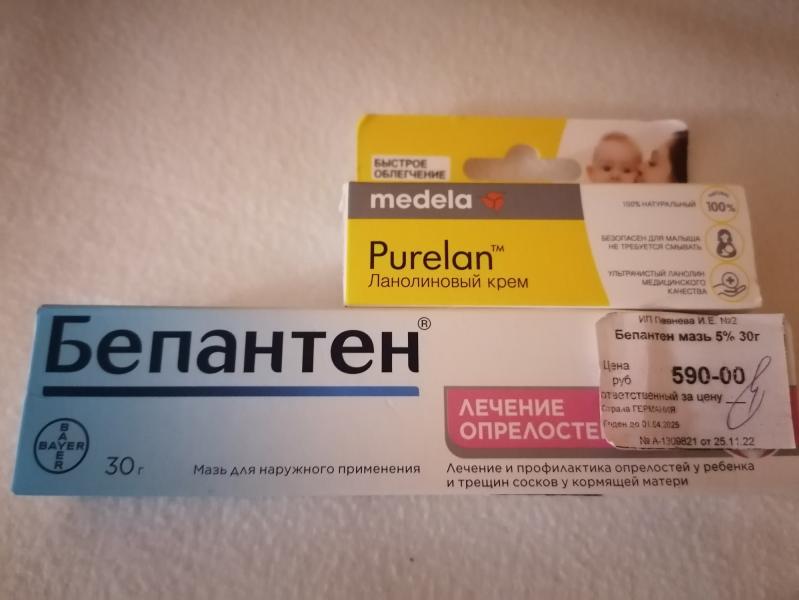 БЫСТРОЕ
ОБЛЕГЧЕНИЕ
medela
100% НАТУРАЛЬНЫЙ
100%
Purelan™
Ланолиновый крем
БЕЗОПАСЕН ДЛЯ МАЛЫША
НЕ ТРЕБУЕТСЯ СМЫВАТЬ
УЛЬТРАЧИСТЫЙ ЛАНОЛИН
МЕДИЦИНСКОГО
КАЧЕСТВА
Бепантен®
ИП Певнева И.Е. №2
Бепантен мазь 5% 30г
Цена
руб
590-00
ответственный за цену
Страна ГЕРМАНИЯ
Годен до 01.04.2025
№ А-1309821 от 25.11.22
ЛЕЧЕНИЕ
ОПРЕЛОСТЕ
BAYER
BAYER
30 г
Мазь для наружного применения
Лечение и профилактика опрелостей у ребенка
и трещин сосков у кормящей матери